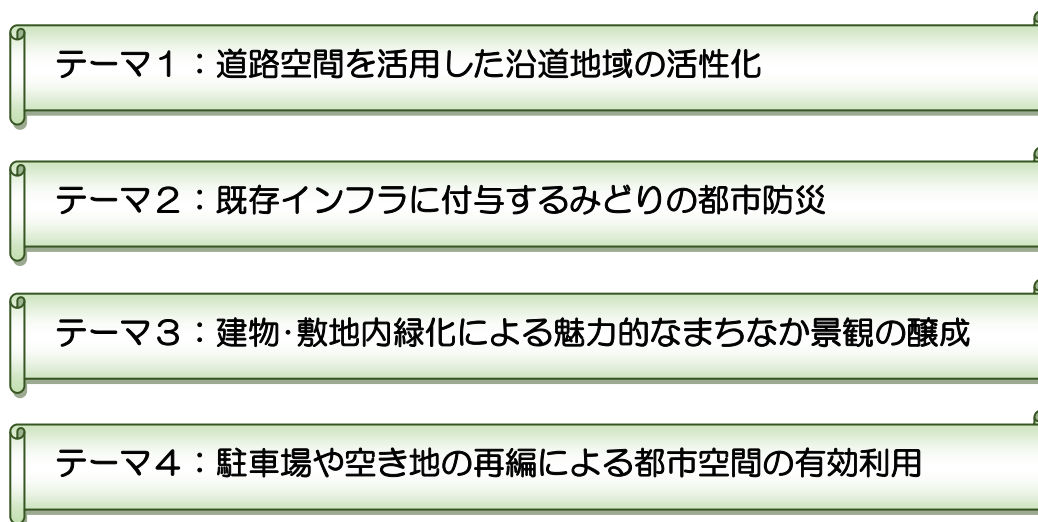 テーマ１：道路空間を活用した沿道地域の活性化
テーマ２：既存インフラに付与するみどりの都市防災
テーマ３：建物･敷地内緑化による魅力的なまちなか景観の醸成
テーマ４：駐車場や空き地の再編による都市空間の有効利用